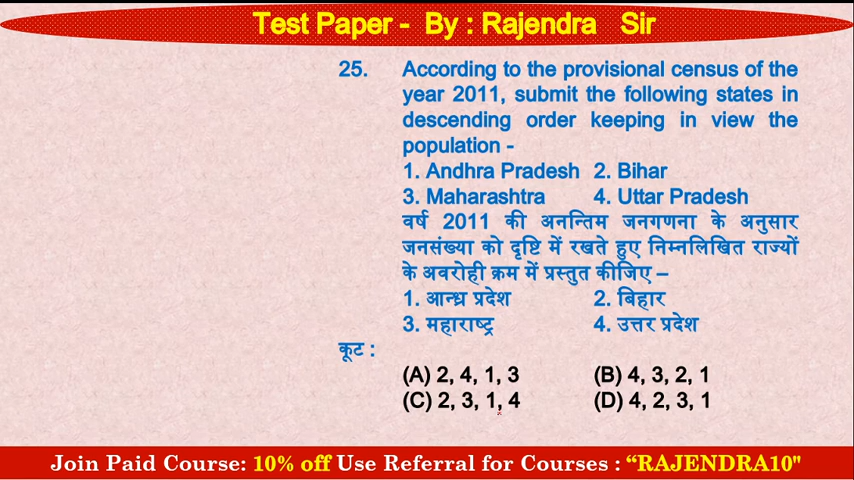 Test Paper - By : Rajendra Sir
25. According to the provisional census of the
year 2011, submit the following states in
descending order keeping in view the
population -
1. Andhra Pradesh 2. Bihar
3. Maharashtra 4. Uttar Pradesh
वर्ष 2011 की अनन्तिम जनगणना के अनुसार
जनसंख्या को दृष्टि में रखते हुए निम्नलिखित राज्यों
के अवरोही क्रम में प्रस्तुत कीजिए –
1. आन्ध्र प्रदेश 2. बिहार
3. महाराष्ट्र 4. उत्तर प्रदेश
कूट :
(A) 2, 4, 1, 3 (B) 4, 3, 2, 1
(C) 2, 3, 1, 4 (D) 4, 2, 3, 1
Join Paid Course: 10% off Use Referral for Courses : “RAJENDRA10"